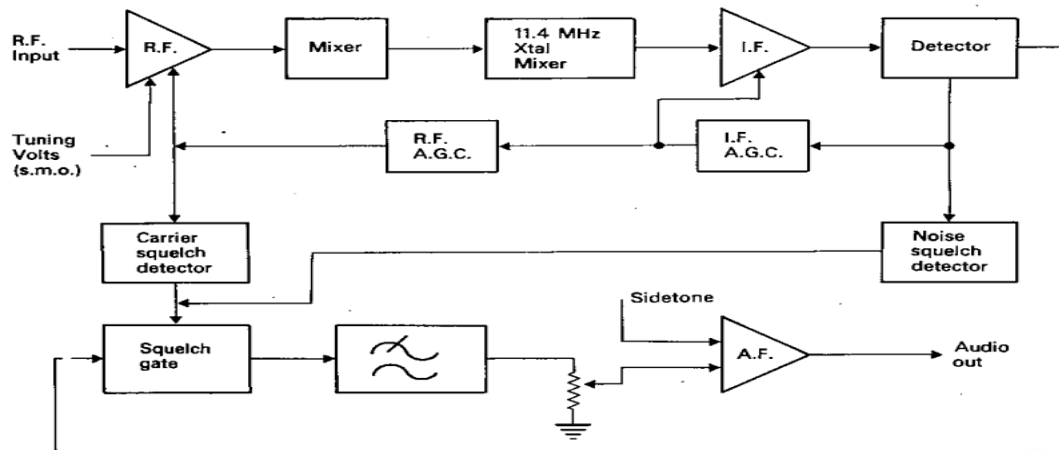 R.F.
Input
R.F.
Mixer
11.4 MHz
Xtal
Mixer
I.F.
Detector
Tuning
Volts
(s.m.o.)
R.F.
A.G.C.
I.F.
A.G.C.
Carrier
squelch
detector
Noise
squelch
detector
Sidetone
Squelch
gate
A.F.
Audio
out